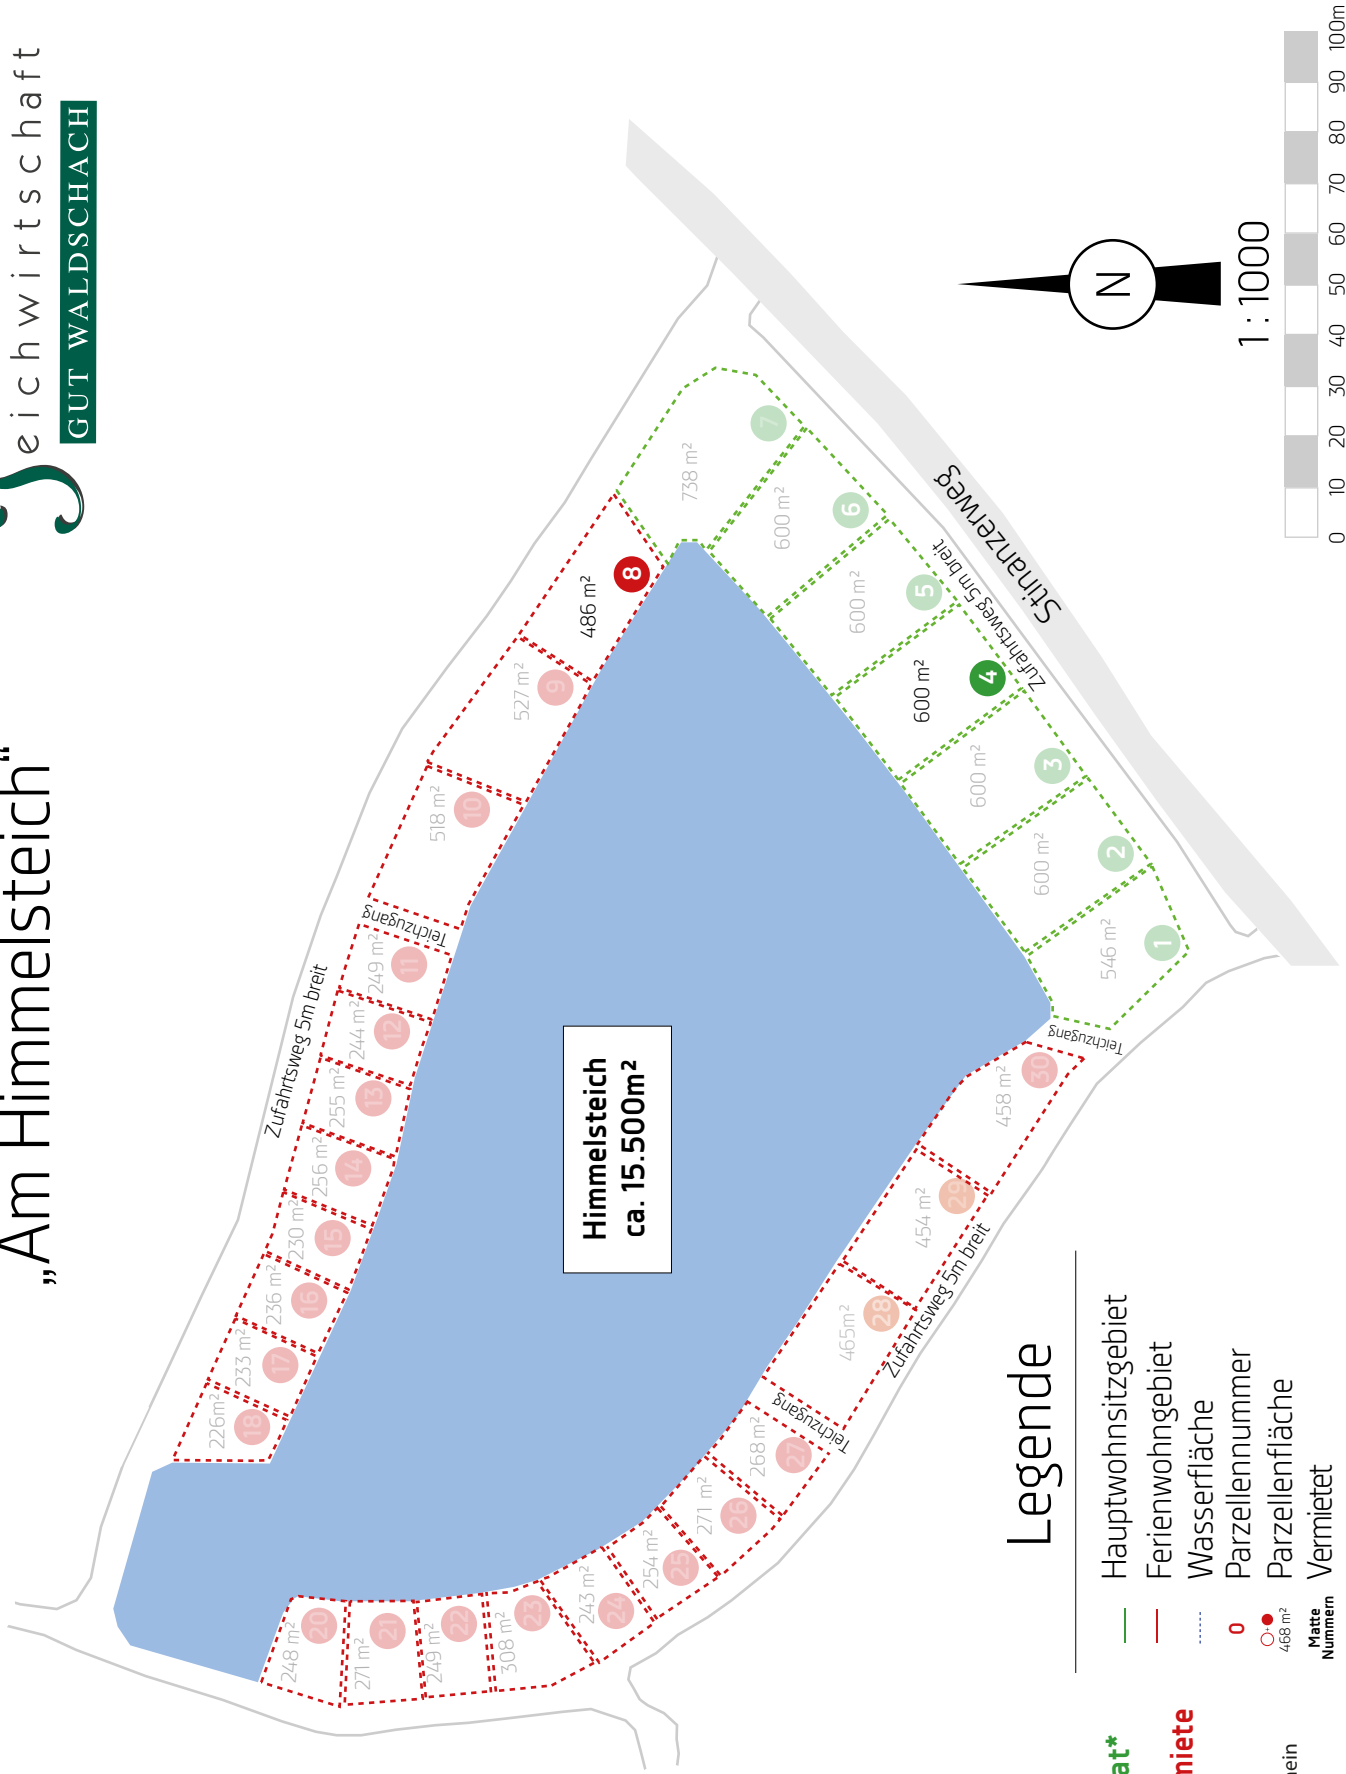 eichwirtschaft
GUT WALDSCHACH
„Am Himmelsteich“
Zufahrtsweg 5m breit
Teichzugang
738 m²
7
600 m²
6
600 m²
5
600 m²
4
600 m²
3
600 m²
2
546 m²
1
486 m²
8
527 m²
9
518 m²
10
249 m²
11
244 m²
12
255 m²
13
256 m²
14
230 m²
15
236 m²
16
233 m²
17
226m²
18
248 m²
20
271 m²
21
249 m²
22
308 m²
23
243 m²
24
254 m²
25
271 m²
26
268 m²
27
Teichzugang
465m²
28
454 m²
29
458 m²
30
Teichzugang
Zufahrtsweg 5m breit
Himmelsteich
ca. 15.500m²
Zufahrtsweg 5m breit
Stinanzerweg
N
1 : 1000
0 10 20 30 40 50 60 70 80 90 100m
Legende
Hauptwohnsitzgebiet
Ferienwohngebiet
Wasserfläche
0 Parzellennummer
468 m² Parzellenfläche
Matte
Nummern
Vermietet
at*
miete
ein